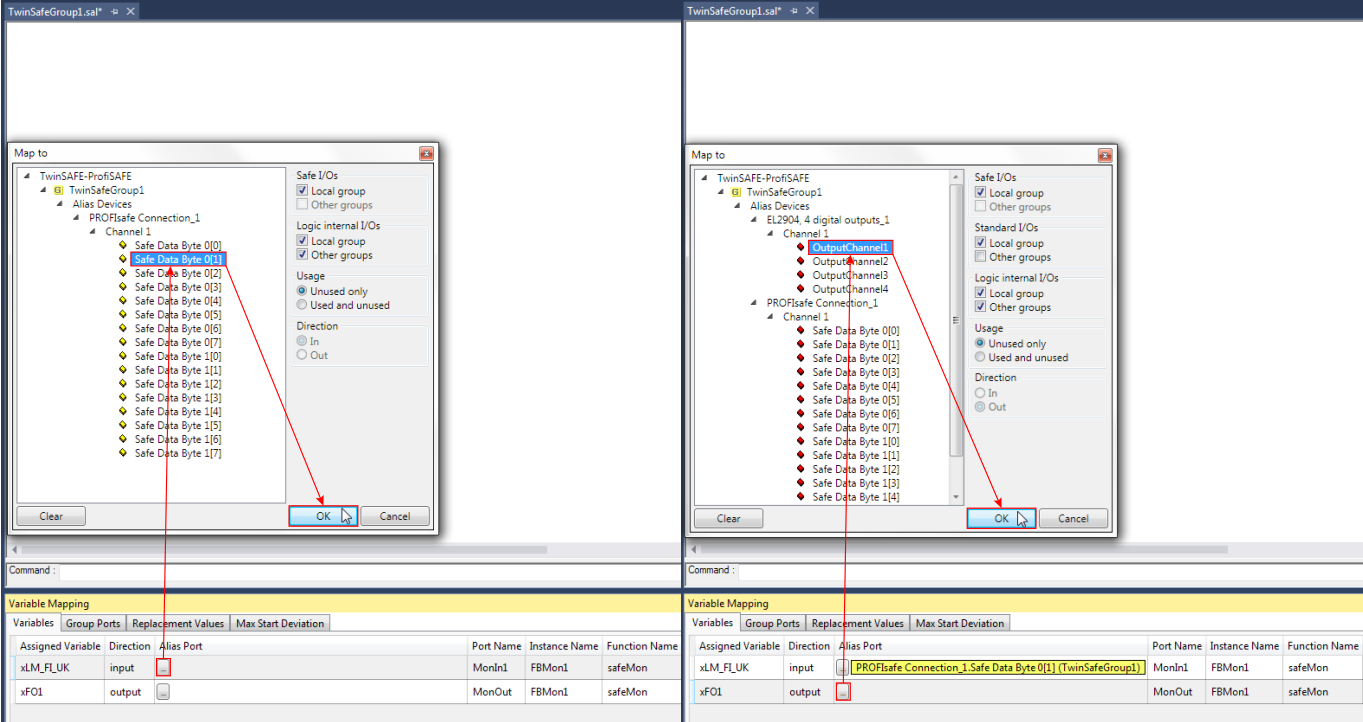 TwinSafeGroup1.sal*
Map to
TwinSAFE-ProfiSAFE
G TwinSafeGroup1
Alias Devices
PROFIsafe Connection_1
Channel 1
Safe Data Byte 0[0]
Safe Data Byte 0[1]
Safe Data Byte 0[2]
Safe Data Byte 0[3]
Safe Data Byte 0[4]
Safe Data Byte 0[5]
Safe Data Byte 0[6]
Safe Data Byte 0[7]
Safe Data Byte 1[0]
Safe Data Byte 1[1]
Safe Data Byte 1[2]
Safe Data Byte 1[3]
Safe Data Byte 1[4]
Safe Data Byte 1[5]
Safe Data Byte 1[6]
Safe Data Byte 1[7]
Safe I/Os
Local group
Other groups
Logic internal I/Os
Local group
Other groups
Usage
Unused only
Used and unused
Direction
In
Out
Clear OK Cancel
Command :
Variable Mapping
Variables Group Ports Replacement Values Max Start Deviation
Assigned Variable Direction Alias Port Port Name Instance Name Function Name
xLM_FI_UK input ... MonIn1 FBMon1 safeMon
xFO1 output ... MonOut FBMon1 safeMon
TwinSafeGroup1.sal*
Map to
TwinSAFE-ProfiSAFE
G TwinSafeGroup1
Alias Devices
EL2904, 4 digital outputs_1
Channel 1
OutputChannel1
OutputChannel2
OutputChannel3
OutputChannel4
PROFIsafe Connection_1
Channel 1
Safe Data Byte 0[0]
Safe Data Byte 0[1]
Safe Data Byte 0[2]
Safe Data Byte 0[3]
Safe Data Byte 0[4]
Safe Data Byte 0[5]
Safe Data Byte 0[6]
Safe Data Byte 0[7]
Safe Data Byte 1[0]
Safe Data Byte 1[1]
Safe Data Byte 1[2]
Safe Data Byte 1[3]
Safe Data Byte 1[4]
Safe I/Os
Local group
Other groups
Standard I/Os
Local group
Other groups
Logic internal I/Os
Local group
Other groups
Usage
Unused only
Used and unused
Direction
In
Out
Clear OK Cancel
Command :
Variable Mapping
Variables Group Ports Replacement Values Max Start Deviation
Assigned Variable Direction Alias Port Port Name Instance Name Function Name
xLM_FI_UK input ... PROFIsafe Connection_1.Safe Data Byte 0[1] (TwinSafeGroup1) MonIn1 FBMon1 safeMon
xFO1 output ... MonOut FBMon1 safeMon